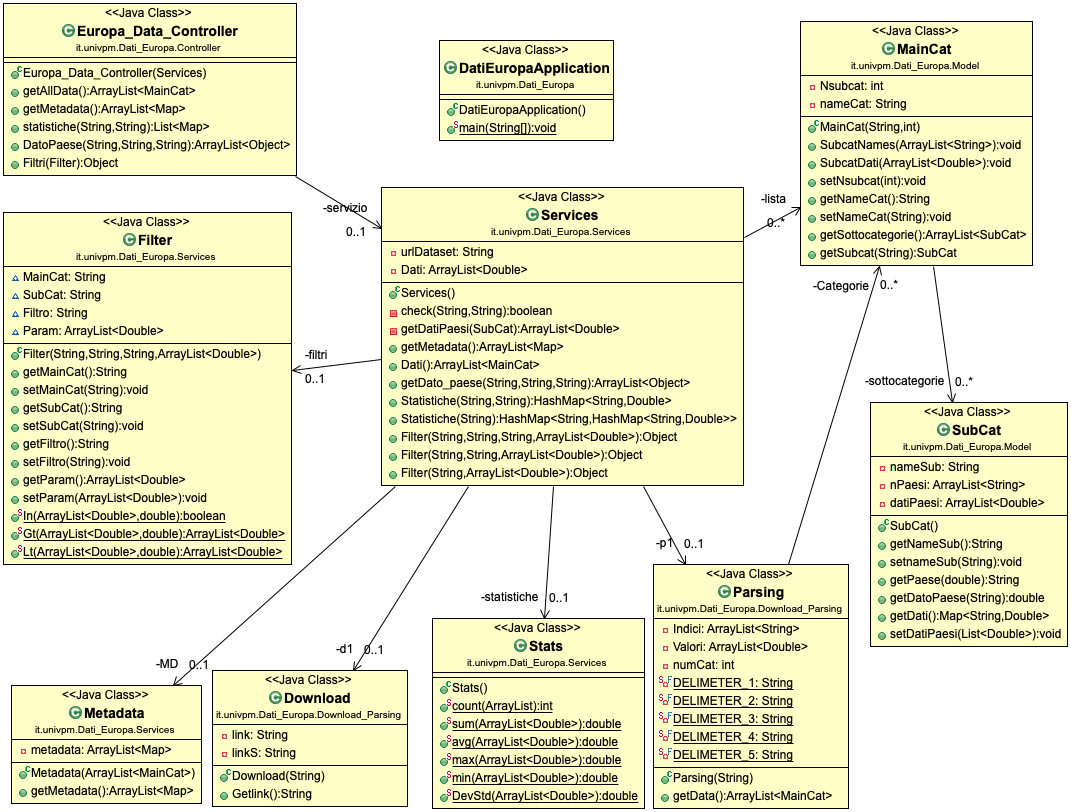 <<Java Class>>
Europa_Data_Controller
it.univpm.Dati_Europa.Controller
Europa_Data_Controller(Services)
getAllData():ArrayList<MainCat>
getMetadata():ArrayList<Map>
statistiche(String,String):List<Map>
DatoPaese(String,String,String):ArrayList<Object>
Filtri(Filter):Object
<<Java Class>>
DatiEuropaApplication
it.univpm.Dati_Europa
DatiEuropaApplication()
main(String[]):void
<<Java Class>>
MainCat
it.univpm.Dati_Europa.Model
Nsubcat: int
nameCat: String
MainCat(String,int)
SubcatNames(ArrayList<String>):void
SubcatDati(ArrayList<Double>):void
setNsubcat(int):void
getNameCat():String
setNameCat(String):void
getSottocategorie():ArrayList<SubCat>
getSubcat(String):SubCat
-servizio
0..1
-lista
0..*
<<Java Class>>
Filter
it.univpm.Dati_Europa.Services
MainCat: String
SubCat: String
Filtro: String
Param: ArrayList<Double>
Filter(String,String,String,ArrayList<Double>)
getMainCat():String
setMainCat(String):void
getSubCat():String
setSubCat(String):void
getFiltro():String
setFiltro(String):void
getParam():ArrayList<Double>
setParam(ArrayList<Double>):void
In(ArrayList<Double>,double):boolean
Gt(ArrayList<Double>,double):ArrayList<Double>
Lt(ArrayList<Double>,double):ArrayList<Double>
-filtri
0..1
<<Java Class>>
Services
it.univpm.Dati_Europa.Services
urlDataset: String
Dati: ArrayList<Double>
Services()
check(String,String):boolean
getDatiPaesi(SubCat):ArrayList<Double>
getMetadata():ArrayList<Map>
Dati():ArrayList<MainCat>
getDato_paese(String,String,String):ArrayList<Object>
Statistiche(String,String):HashMap<String,Double>
Statistiche(String):HashMap<String,HashMap<String,Double>>
Filter(String,String,String,ArrayList<Double>):Object
Filter(String,String,ArrayList<Double>):Object
Filter(String,ArrayList<Double>):Object
-Categorie
0..*
-sottocategorie
0..*
<<Java Class>>
SubCat
it.univpm.Dati_Europa.Model
nameSub: String
nPaesi: ArrayList<String>
datiPaesi: ArrayList<Double>
SubCat()
getNameSub():String
setnameSub(String):void
getPaese(double):String
getDatoPaese(String):double
getDati():Map<String,Double>
setDatiPaesi(List<Double>):void
-MD
0..1
-d1
0..1
-statistiche
0..1
-p1
0..1
<<Java Class>>
Metadata
it.univpm.Dati_Europa.Services
metadata: ArrayList<Map>
Metadata(ArrayList<MainCat>)
getMetadata():ArrayList<Map>
<<Java Class>>
Download
it.univpm.Dati_Europa.Download_Parsing
link: String
linkS: String
Download(String)
Getlink():String
<<Java Class>>
Stats
it.univpm.Dati_Europa.Services
Stats()
count(ArrayList):int
sum(ArrayList<Double>):double
avg(ArrayList<Double>):double
max(ArrayList<Double>):double
min(ArrayList<Double>):double
DevStd(ArrayList<Double>):double
<<Java Class>>
Parsing
it.univpm.Dati_Europa.Download_Parsing
Indici: ArrayList<String>
Valori: ArrayList<Double>
numCat: int
DELIMETER_1: String
DELIMETER_2: String
DELIMETER_3: String
DELIMETER_4: String
DELIMETER_5: String
Parsing(String)
getData():ArrayList<MainCat>